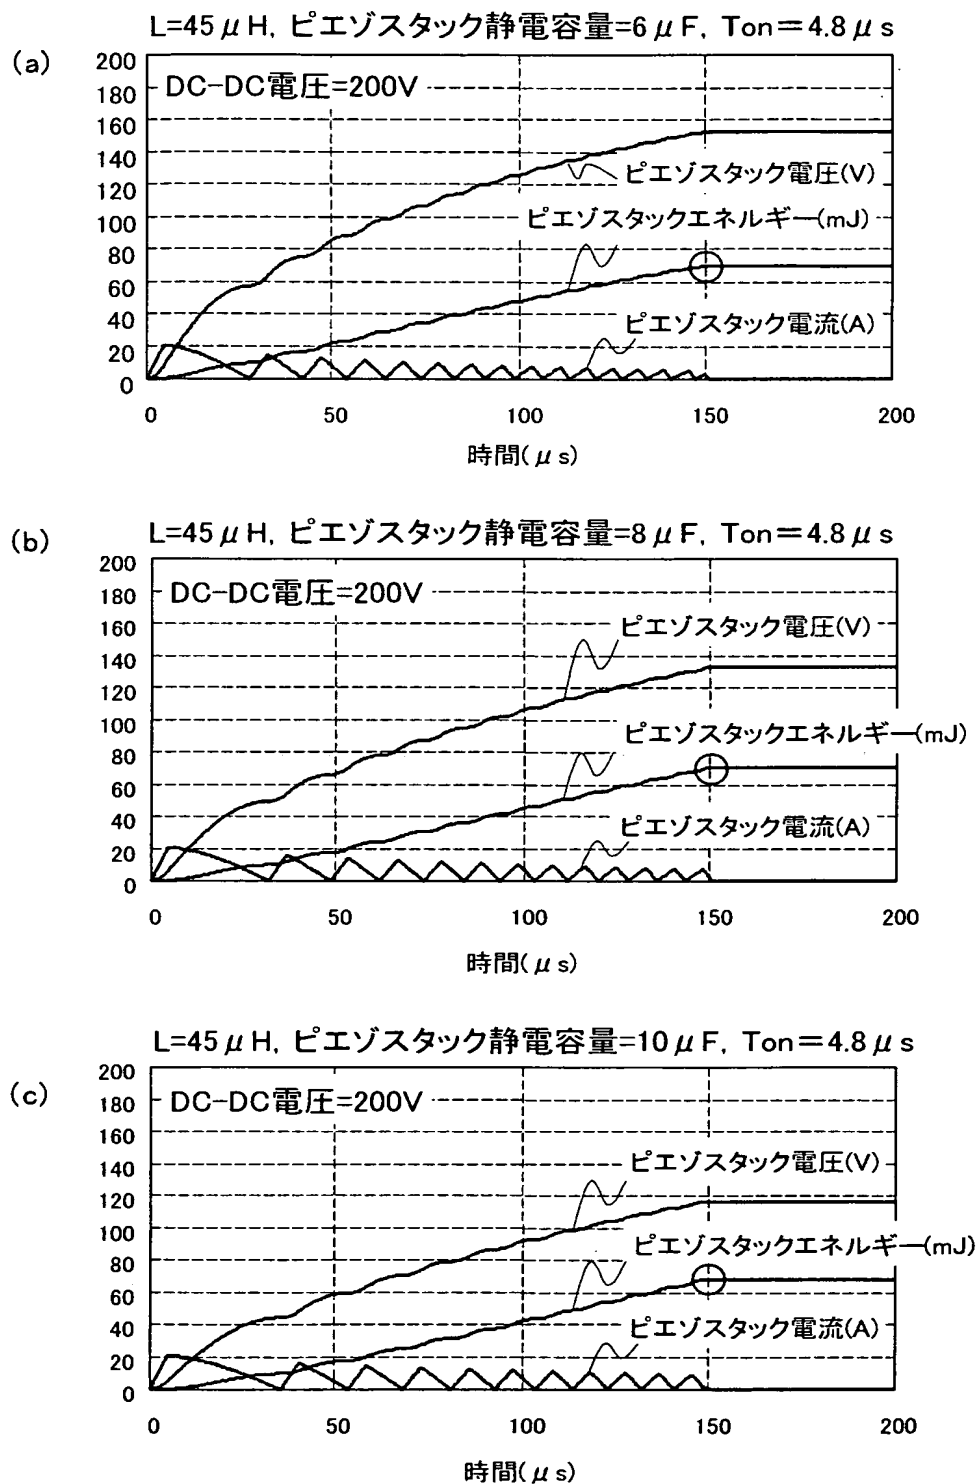 L=45μH, ピエゾスタック静電容量=6μF, Ton=4.8μs
(a)
200
180
160
140
120
100
80
60
40
20
0
DC-DC電圧=200V
ピエゾスタック電圧(V)
ピエゾスタックエネルギー(mJ)
ピエゾスタック電流(A)
0 50 100 150 200
時間(μs)
L=45μH, ピエゾスタック静電容量=8μF, Ton=4.8μs
(b)
200
180
160
140
120
100
80
60
40
20
0
DC-DC電圧=200V
ピエゾスタック電圧(V)
ピエゾスタックエネルギー(mJ)
ピエゾスタック電流(A)
0 50 100 150 200
時間(μs)
L=45μH, ピエゾスタック静電容量=10μF, Ton=4.8μs
(c)
200
180
160
140
120
100
80
60
40
20
0
DC-DC電圧=200V
ピエゾスタック電圧(V)
ピエゾスタックエネルギー(mJ)
ピエゾスタック電流(A)
0 50 100 150 200
時間(μs)